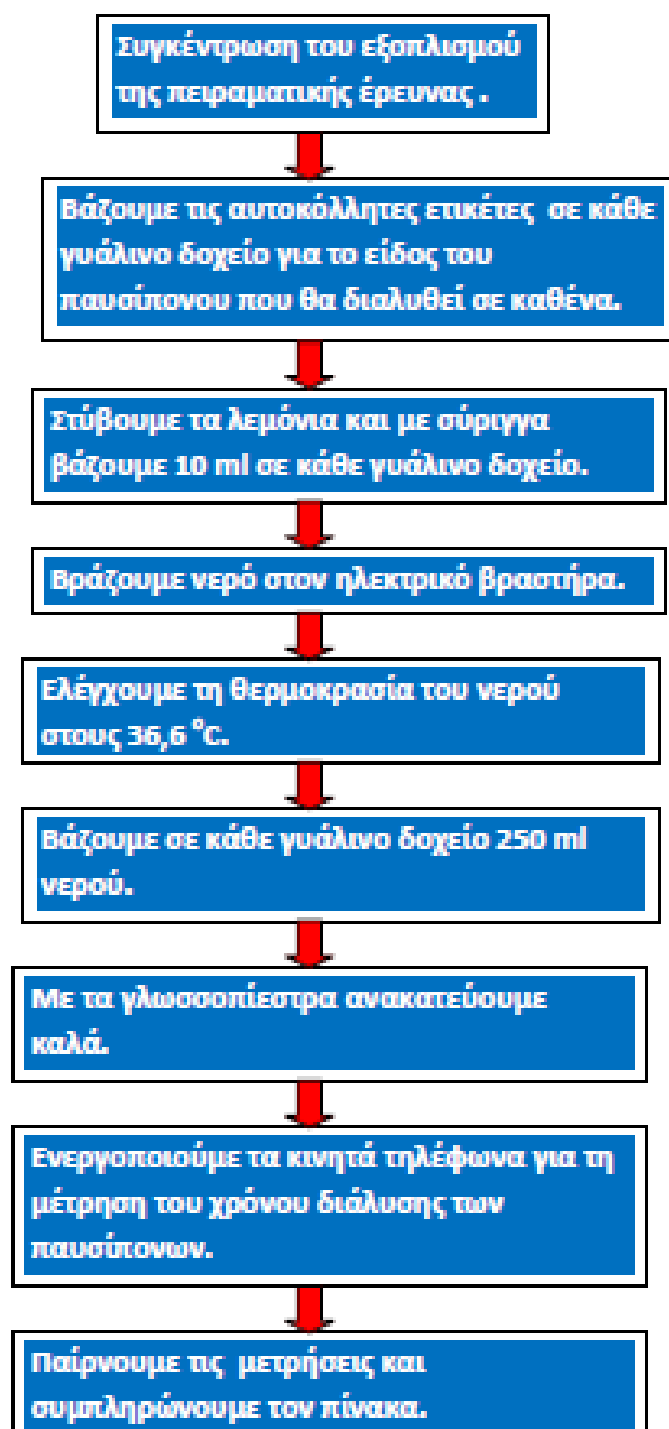 Συγκέντρωση του εξοπλισμού
της πειραματικής έρευνας .
Βάζουμε τις αυτοκόλλητες ετικέτες σε κάθε
γυάλινο δοχείο για το είδος του
παυσίπονου που θα διαλυθεί σε καθένα.
Στύβουμε τα λεμόνια και με σύριγγα
βάζουμε 10 ml σε κάθε γυάλινο δοχείο.
Βράζουμε νερό στον ηλεκτρικό βραστήρα.
Ελέγχουμε τη θερμοκρασία του νερού
στους 36,6 °C.
Βάζουμε σε κάθε γυάλινο δοχείο 250 ml
νερού.
Με τα γλωσσοπίεστρα ανακατεύουμε
καλά.
Ενεργοποιούμε τα κινητά τηλέφωνα για τη
μέτρηση του χρόνου διάλυσης των
παυσίπονων.
Παίρνουμε τις μετρήσεις και
συμπληρώνουμε τον πίνακα.